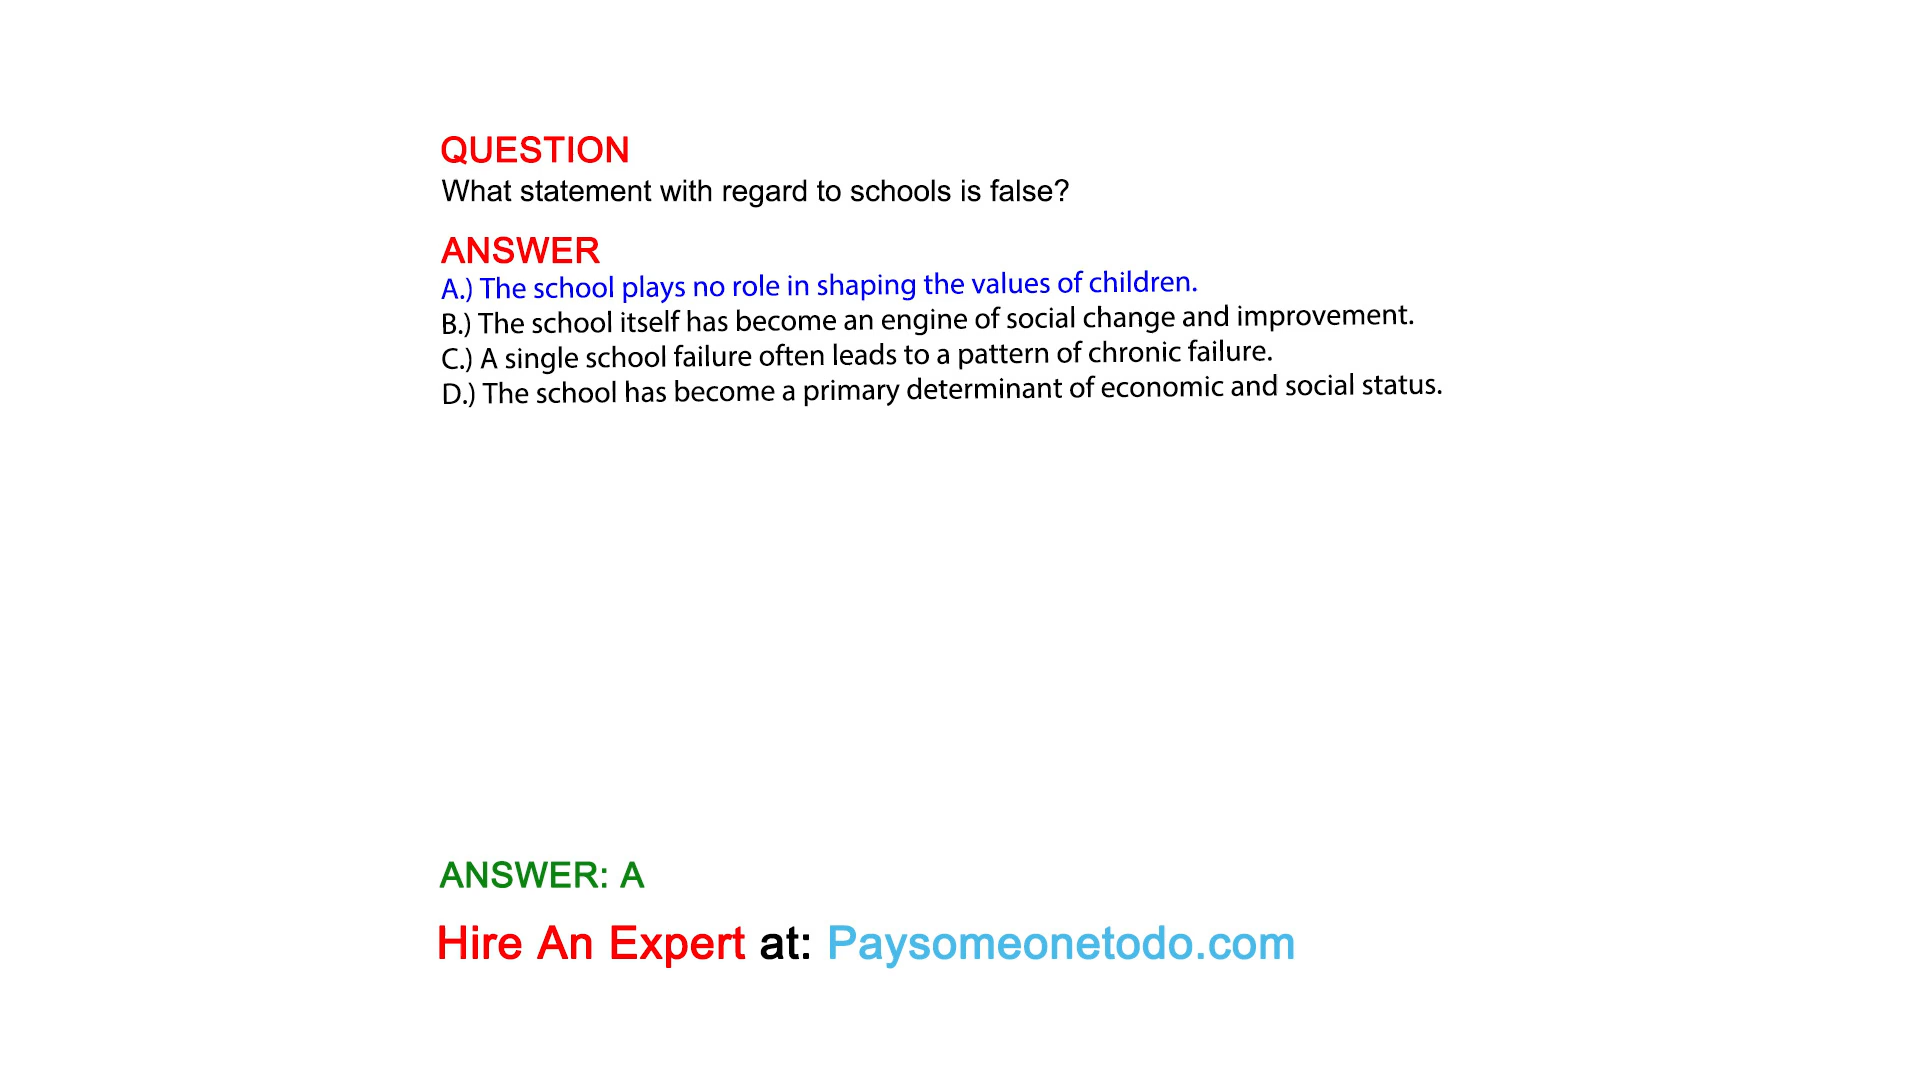 QUESTION
What statement with regard to schools is false?
ANSWER
A.) The school plays no role in shaping the values of children.
B.) The school itself has become an engine of social change and improvement.
C.) A single school failure often leads to a pattern of chronic failure.
D.) The school has become a primary determinant of economic and social status.
ANSWER: A
Hire An Expert at: Paysomeonetodo.com